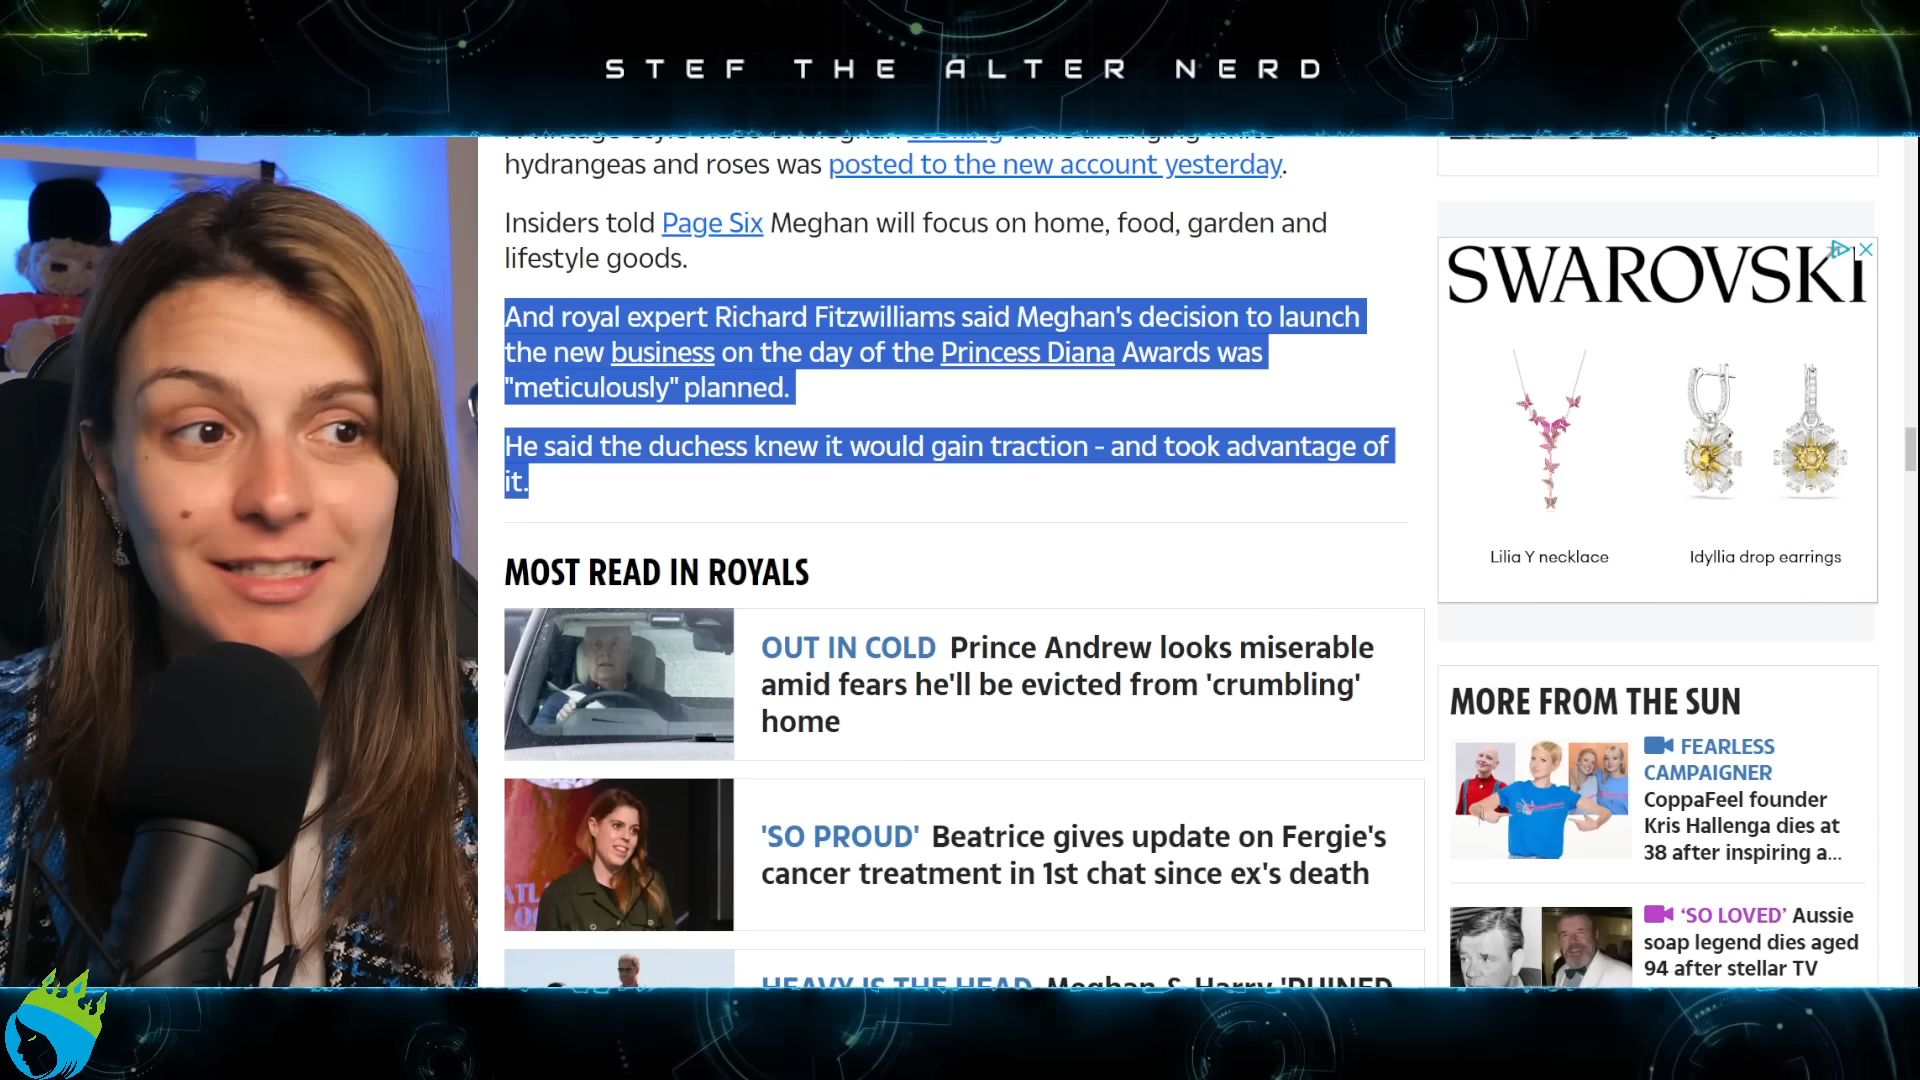 STEF THE ALTER NERD
hydrangeas and roses was posted to the new account yesterday.
Insiders told Page Six Meghan will focus on home, food, garden and
lifestyle goods.
And royal expert Richard Fitzwilliams said Meghan's decision to launch
the new business on the day of the Princess Diana Awards was
"meticulously" planned.
He said the duchess knew it would gain traction - and took advantage of
it.
MOST READ IN ROYALS
OUT IN COLD Prince Andrew looks miserable
amid fears he'll be evicted from 'crumbling'
home
'SO PROUD' Beatrice gives update on Fergie's
cancer treatment in 1st chat since ex's death
HEAVY IS THE HEAD Meghan & Harry 'RUINED
SWAROVSKI
Lilia Y necklace
Idyllia drop earrings
MORE FROM THE SUN
FEARLESS
CAMPAIGNER
CoppaFeel founder
Kris Hallenga dies at
38 after inspiring a...
'SO LOVED' Aussie
soap legend dies aged
94 after stellar TV